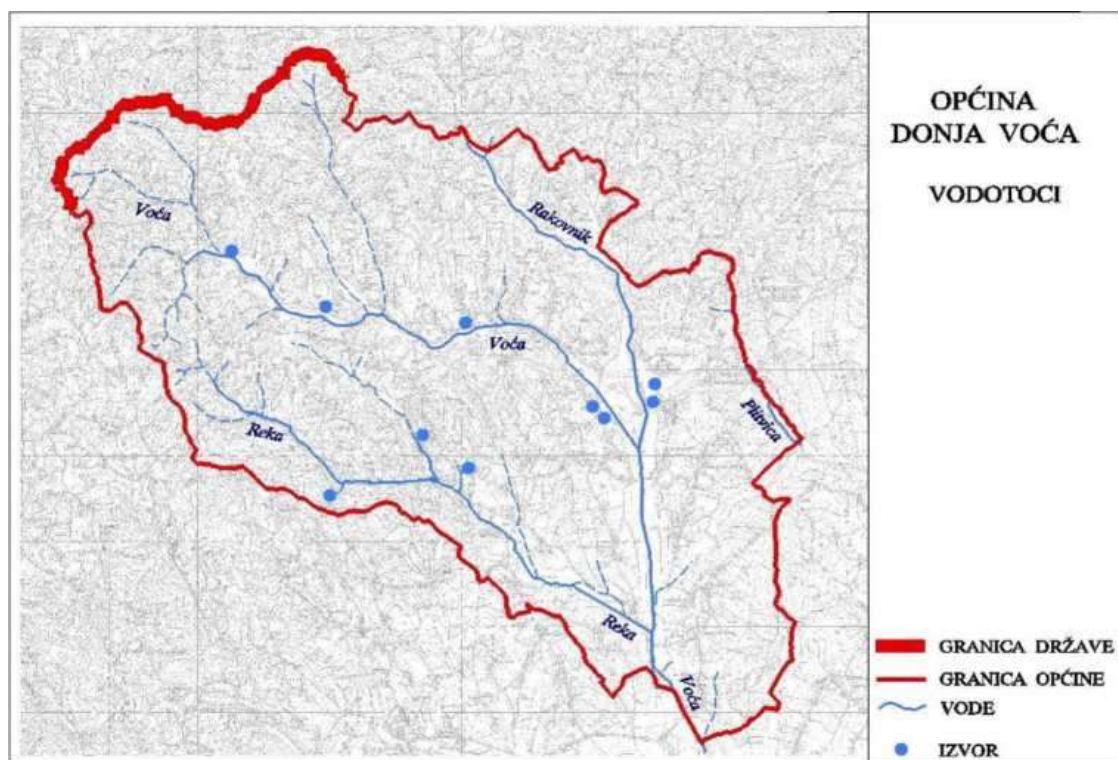 OPĆINA
DONJA VOĆA
VODOTOCI
Voća
Rakovnik
Voća
Plitvica
Reka
Reka
Voća
GRANICA DRŽAVE
GRANICA OPĆINE
VODE
IZVOR